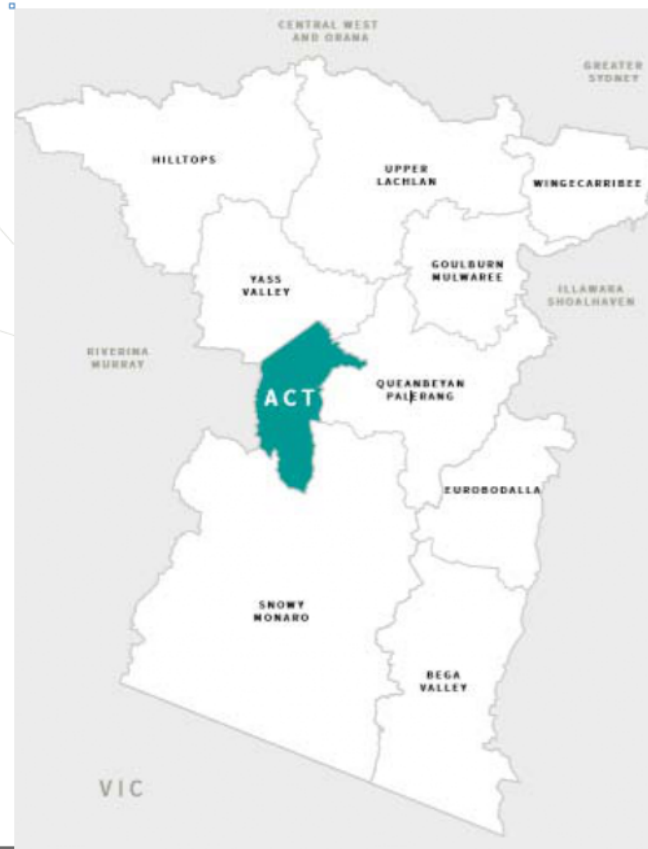 CENTRAL WEST
AND ORANA
GREATER
SYDNEY
HILLTOPS
UPPER
LACHLAN
WINGECARRIBEE
GOULBURN
MULWAREE
YASS
VALLEY
ILLAWARA
SHOALHAVEN
RIVERINA
MURRAY
ACT
QUEANBEYAN
PALERANG
EUROBODALLA
SNOWY
MONARO
BEGA
VALLEY
VIC